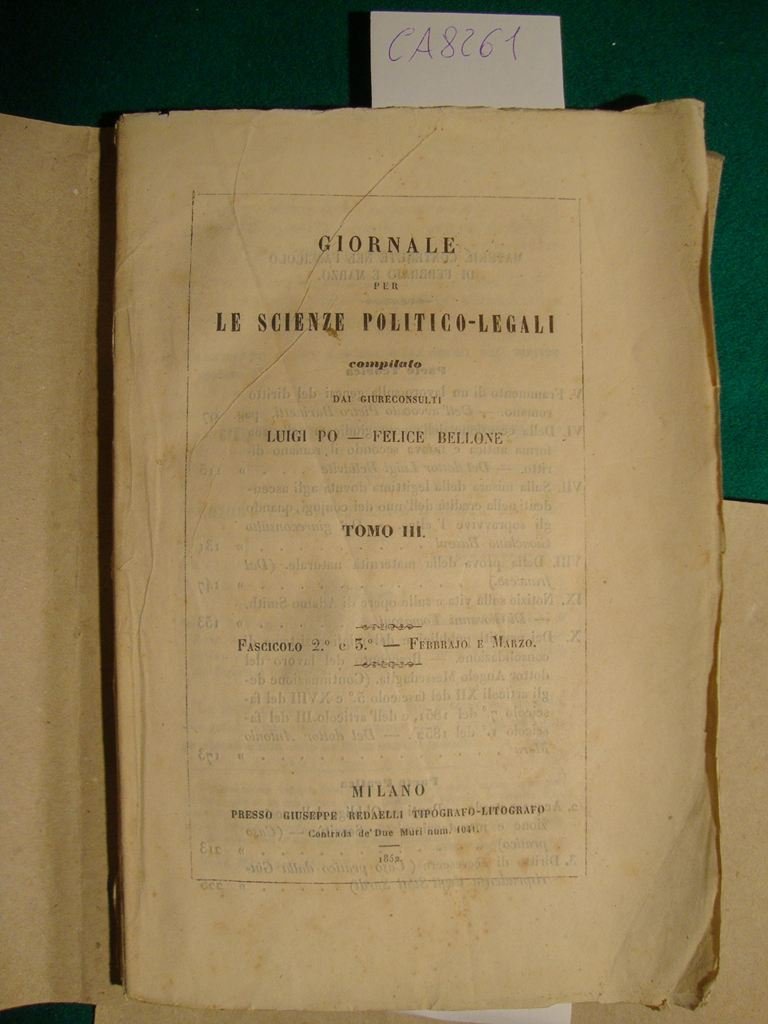 CA8261
GIORNALE
PER
LE SCIENZE POLITICO-LEGALI
compilato
DAI GIURECONSULTI
LUIGI PO — FELICE BELLONE
TOMO III.
FASCICOLO 2.º e 3.º — FEBBRAJO E MARZO.
MILANO
PRESSO GIUSEPPE REDAELLI TIPOGRAFO-LITOGRAFO
Contrada de' Due Muri num. 1041.
1852.